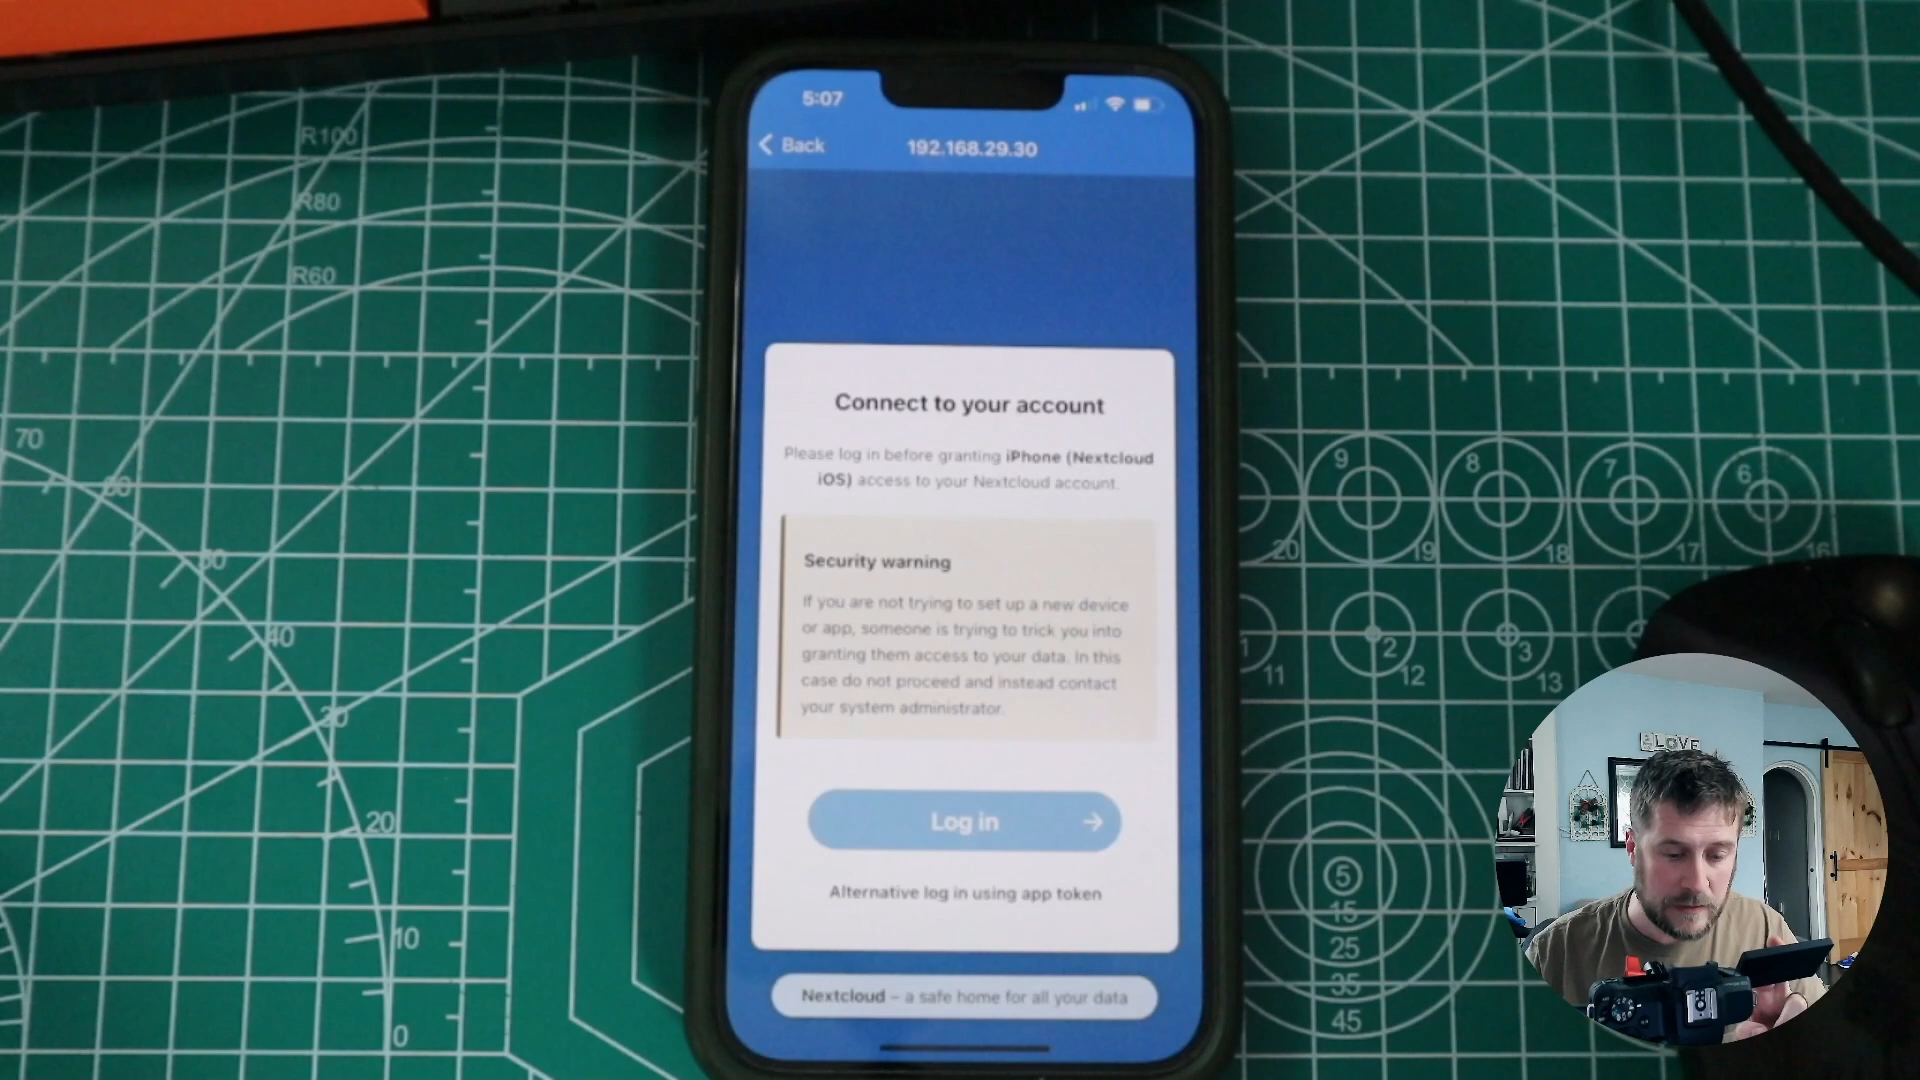 5:07
Back
192.168.29.30
Connect to your account
Please log in before granting iPhone (Nextcloud
iOS) access to your Nextcloud account.
Security warning
If you are not trying to set up a new device
or app, someone is trying to trick you into
granting them access to your data. In this
case do not proceed and instead contact
your system administrator.
Log in
Alternative log in using app token
Nextcloud – a safe home for all your data
R100
R80
R60
70
50
40
20
10
0
9
8
7
6
20
19
18
17
16
1
2
3
11
12
13
5
15
25
35
45
LOVE